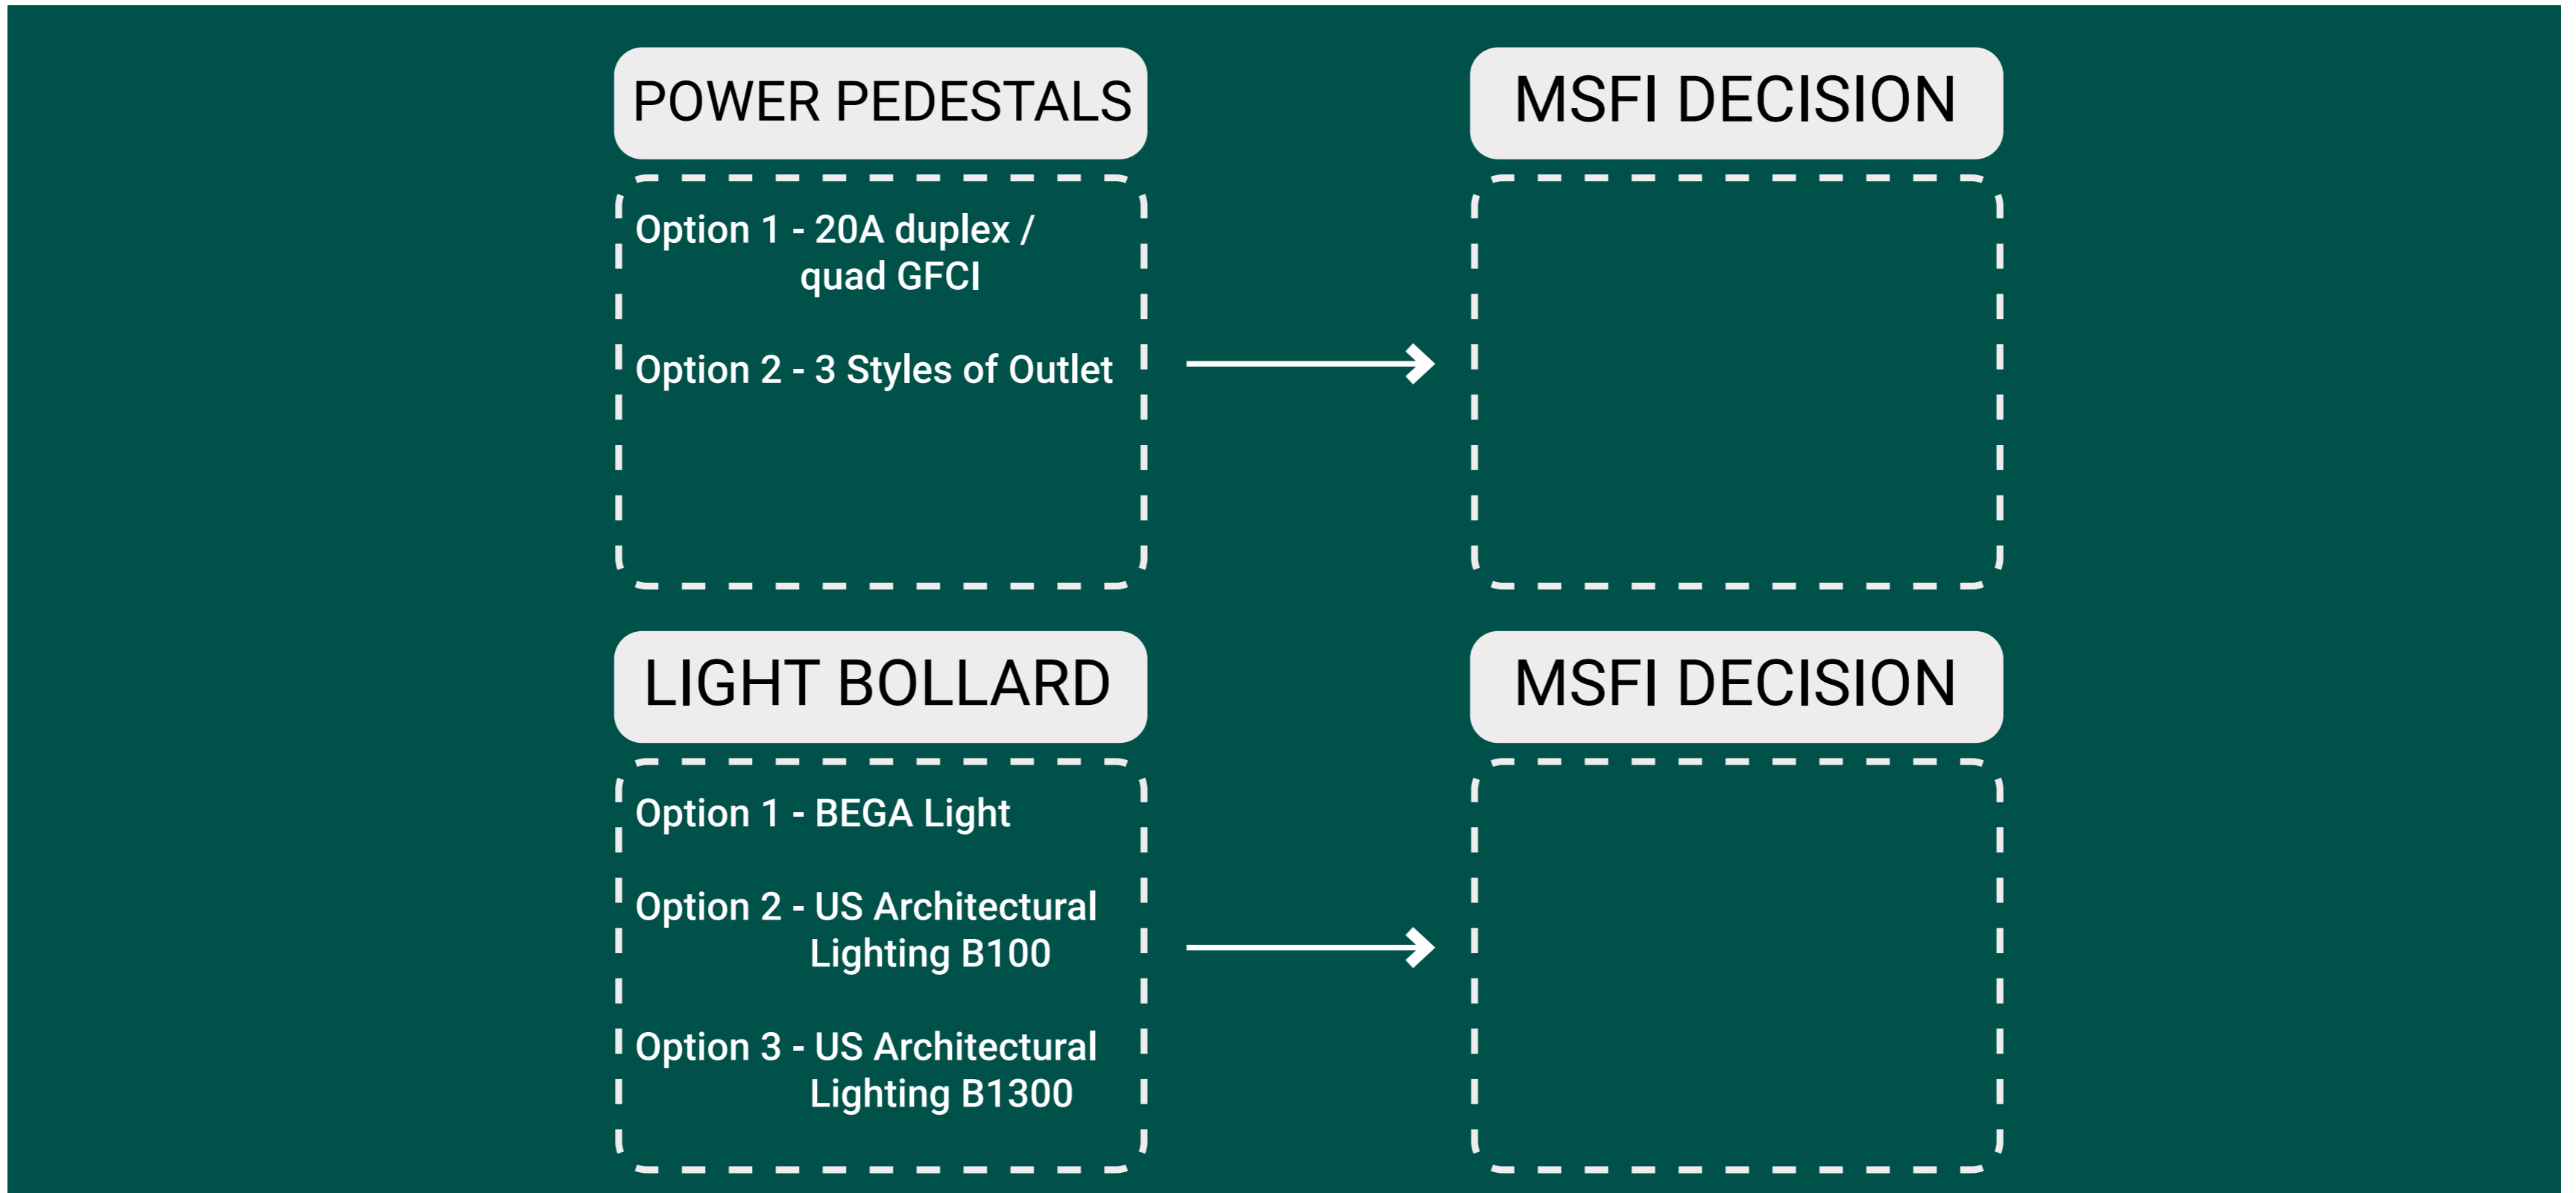 POWER PEDESTALS
Option 1 - 20A duplex /
quad GFCI
Option 2 - 3 Styles of Outlet
MSFI DECISION
LIGHT BOLLARD
Option 1 - BEGA Light
Option 2 - US Architectural
Lighting B100
Option 3 - US Architectural
Lighting B1300
MSFI DECISION